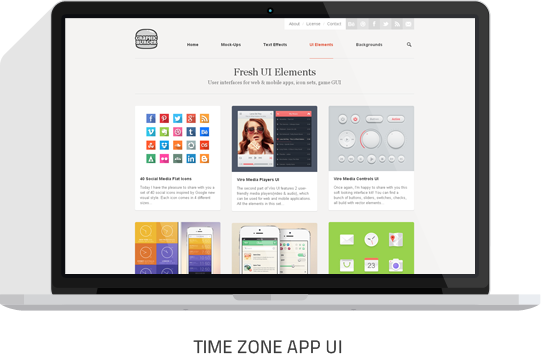 About License Contact
GRAPHIC
BURGER
Home Mock-Ups Text Effects UI Elements Backgrounds
Fresh UI Elements
User interfaces for web & mobile apps, icon sets, game GUI
40 Social Media Flat Icons
Today I have the pleasure to share you a
set of 40 social icons inspired by Google new
visual style. Each icon comes in 4 different
sizes...
Vire Media Players UI
The second part of Vire UI features 2 user
friendly media players(video & audio), which
can be used for web and mobile applications.
All the elements in this set...
Vire Media Controls UI
Once again, I'm happy to share with you this
soft looking interface kit! You can find a
bunch of buttons, sliders, switches, checks,
all build with vector elements...
23
TIME ZONE APP UI